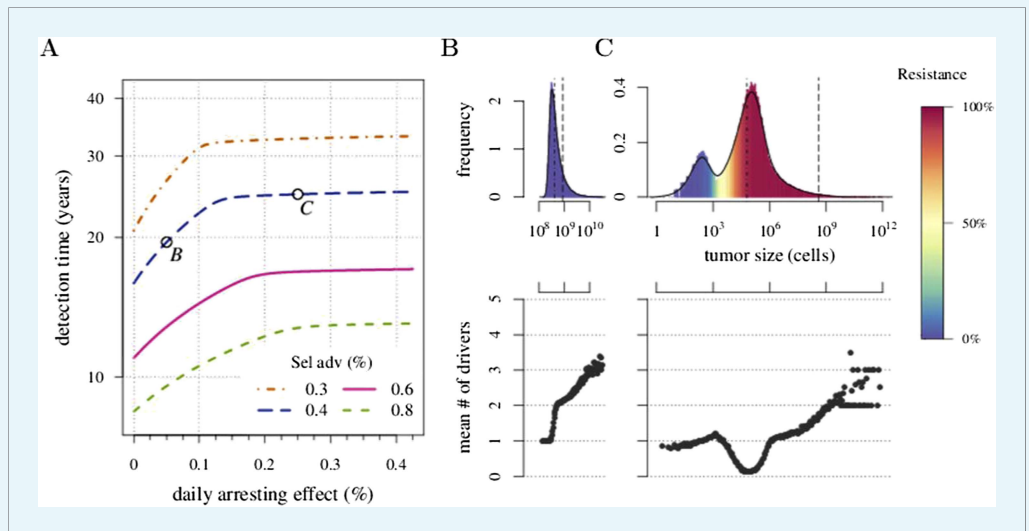 A
B
C
detection time (years)
40
30
20
10
C
B
Sel adv (%)
0.3
0.6
0.4
0.8
0
0.1
0.2
0.3
0.4
daily arresting effect (%)
frequency
2
1
0
10⁸ 10⁹ 10¹⁰
0.4
0.2
0
1
10³
10⁶
10⁹
10¹²
tumor size (cells)
Resistance
100%
50%
0%
mean # of drivers
5
4
3
2
1
0